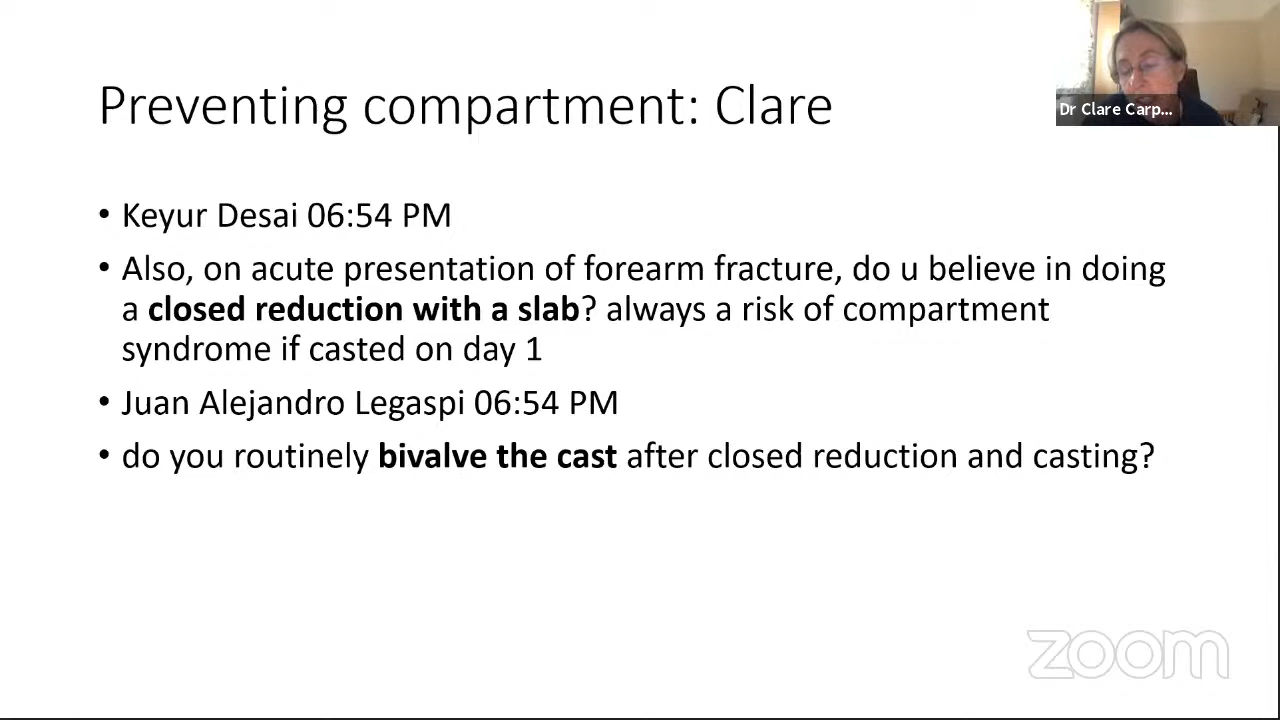 Preventing compartment: Clare
Dr Clare Carp...
• Keyur Desai 06:54 PM
• Also, on acute presentation of forearm fracture, do u believe in doing
a closed reduction with a slab? always a risk of compartment
syndrome if casted on day 1
• Juan Alejandro Legaspi 06:54 PM
• do you routinely bivalve the cast after closed reduction and casting?
zoom